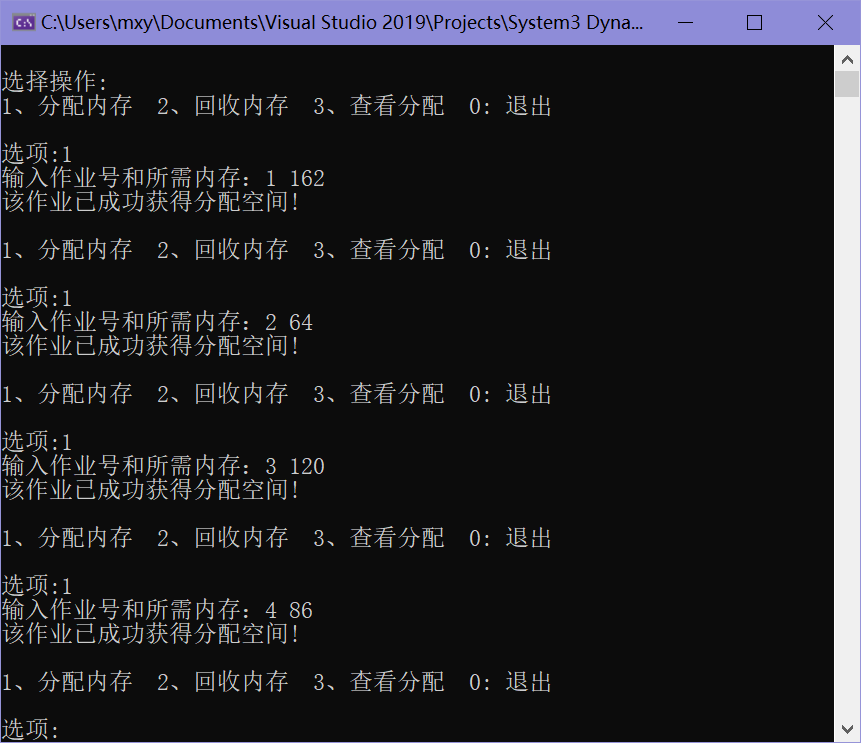 C:\Users\mxy\Documents\Visual Studio 2019\Projects\System3 Dyna...
选择操作:
1、分配内存  2、回收内存  3、查看分配  0: 退出
选项:1
输入作业号和所需内存: 1 162
该作业已成功获得分配空间!
1、分配内存  2、回收内存  3、查看分配  0: 退出
选项:1
输入作业号和所需内存: 2 64
该作业已成功获得分配空间!
1、分配内存  2、回收内存  3、查看分配  0: 退出
选项:1
输入作业号和所需内存: 3 120
该作业已成功获得分配空间!
1、分配内存  2、回收内存  3、查看分配  0: 退出
选项:1
输入作业号和所需内存: 4 86
该作业已成功获得分配空间!
1、分配内存  2、回收内存  3、查看分配  0: 退出
选项: